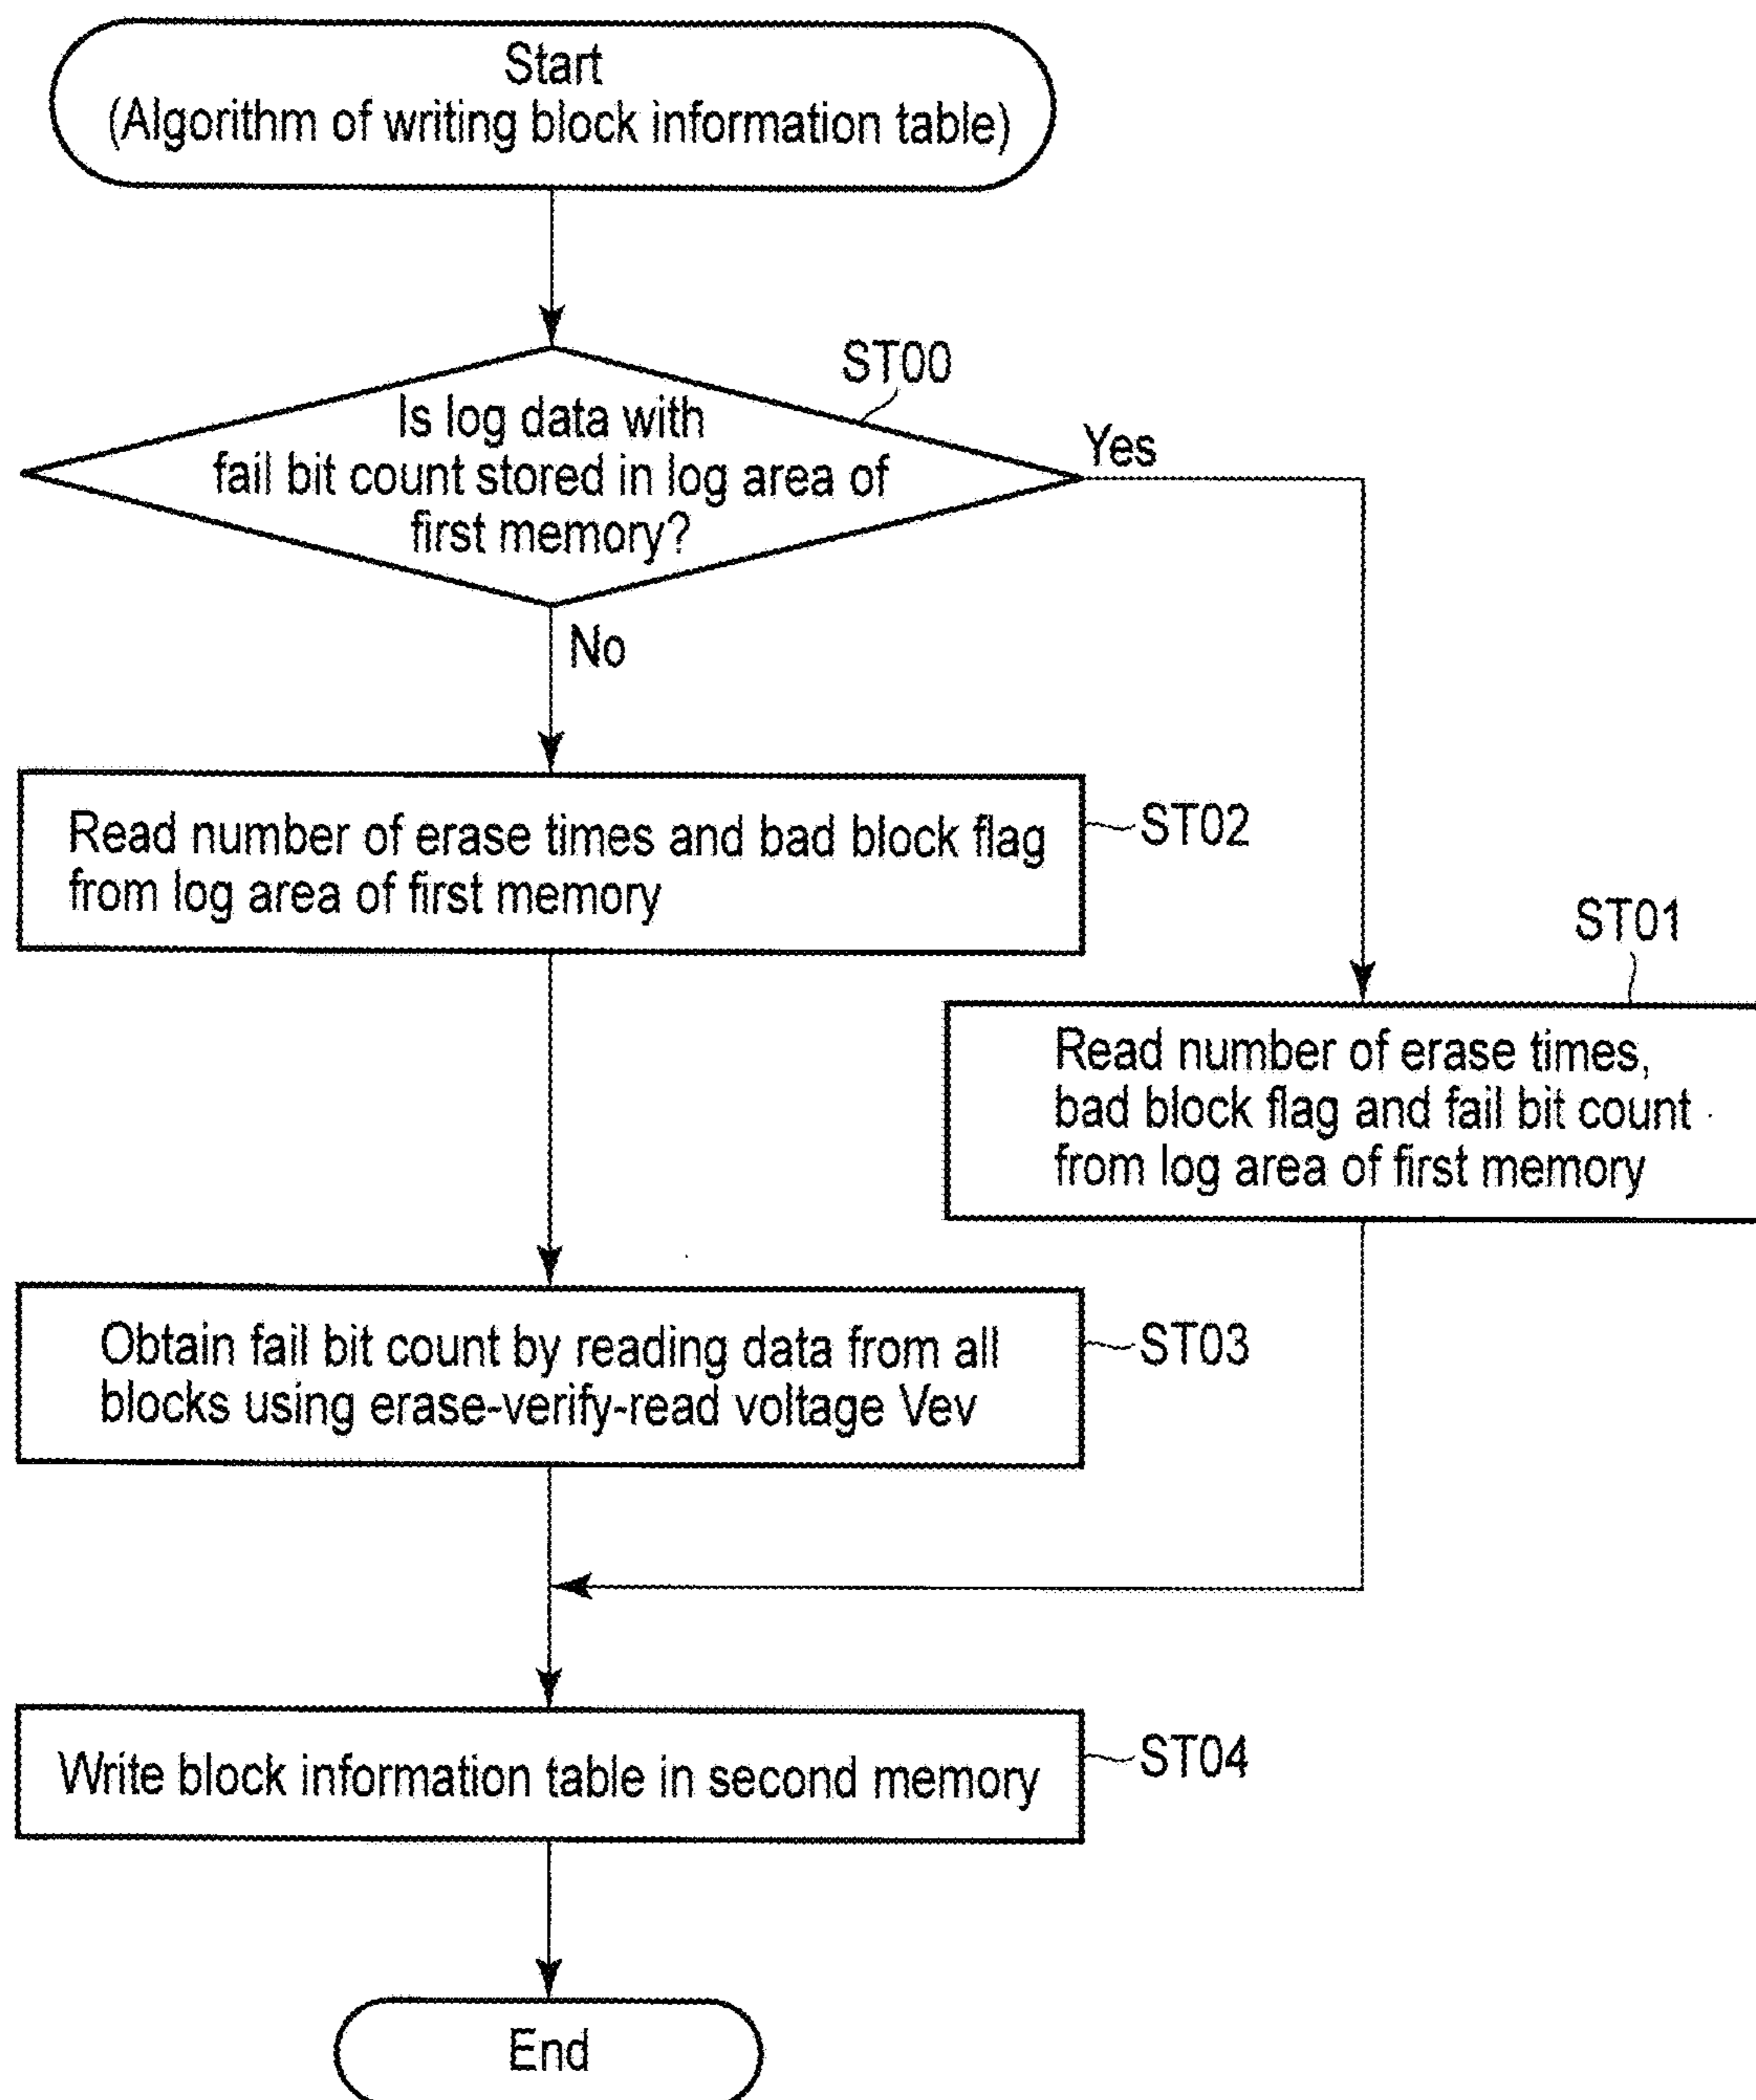 Start
(Algorithm of writing block information table)
ST00
Is log data with
fail bit count stored in log area of
first memory?
Yes
No
Read number of erase times and bad block flag
from log area of first memory
ST02
ST01
Read number of erase times,
bad block flag and fail bit count
from log area of first memory
Obtain fail bit count by reading data from all
blocks using erase-verify-read voltage Vev
ST03
Write block information table in second memory
ST04
End